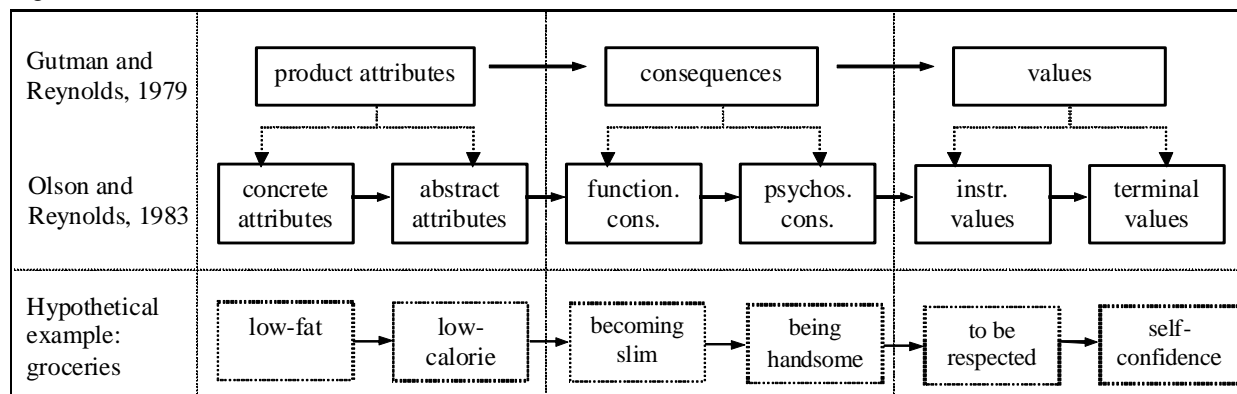 Gutman and
Reynolds, 1979
product attributes
consequences
values
Olson and
Reynolds, 1983
concrete
attributes
abstract
attributes
function.
cons.
psychos.
cons.
instr.
values
terminal
values
Hypothetical
example:
groceries
low-fat
low-
calorie
becoming
slim
being
handsome
to be
respected
self-
confidence